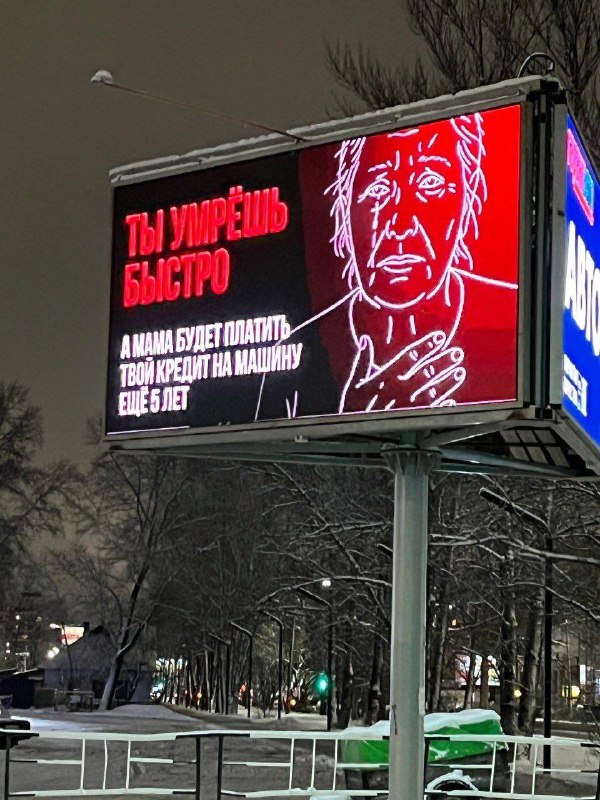 ТЫ УМРЁШЬ
БЫСТРО
А МАМА БУДЕТ ПЛАТИТЬ
ТВОЙ КРЕДИТ НА МАШИНУ
ЕЩЁ 5 ЛЕТ